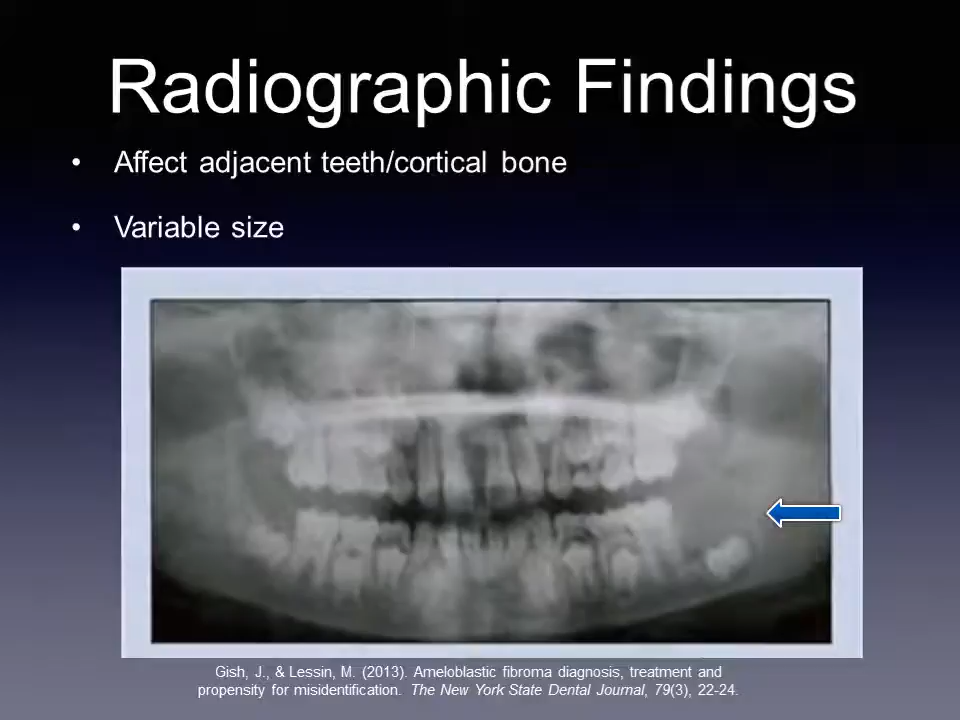 Radiographic Findings
• Affect adjacent teeth/cortical bone
• Variable size
Gish, J., & Lessin, M. (2013). Ameloblastic fibroma diagnosis, treatment and
propensity for misidentification. The New York State Dental Journal, 79(3), 22-24.